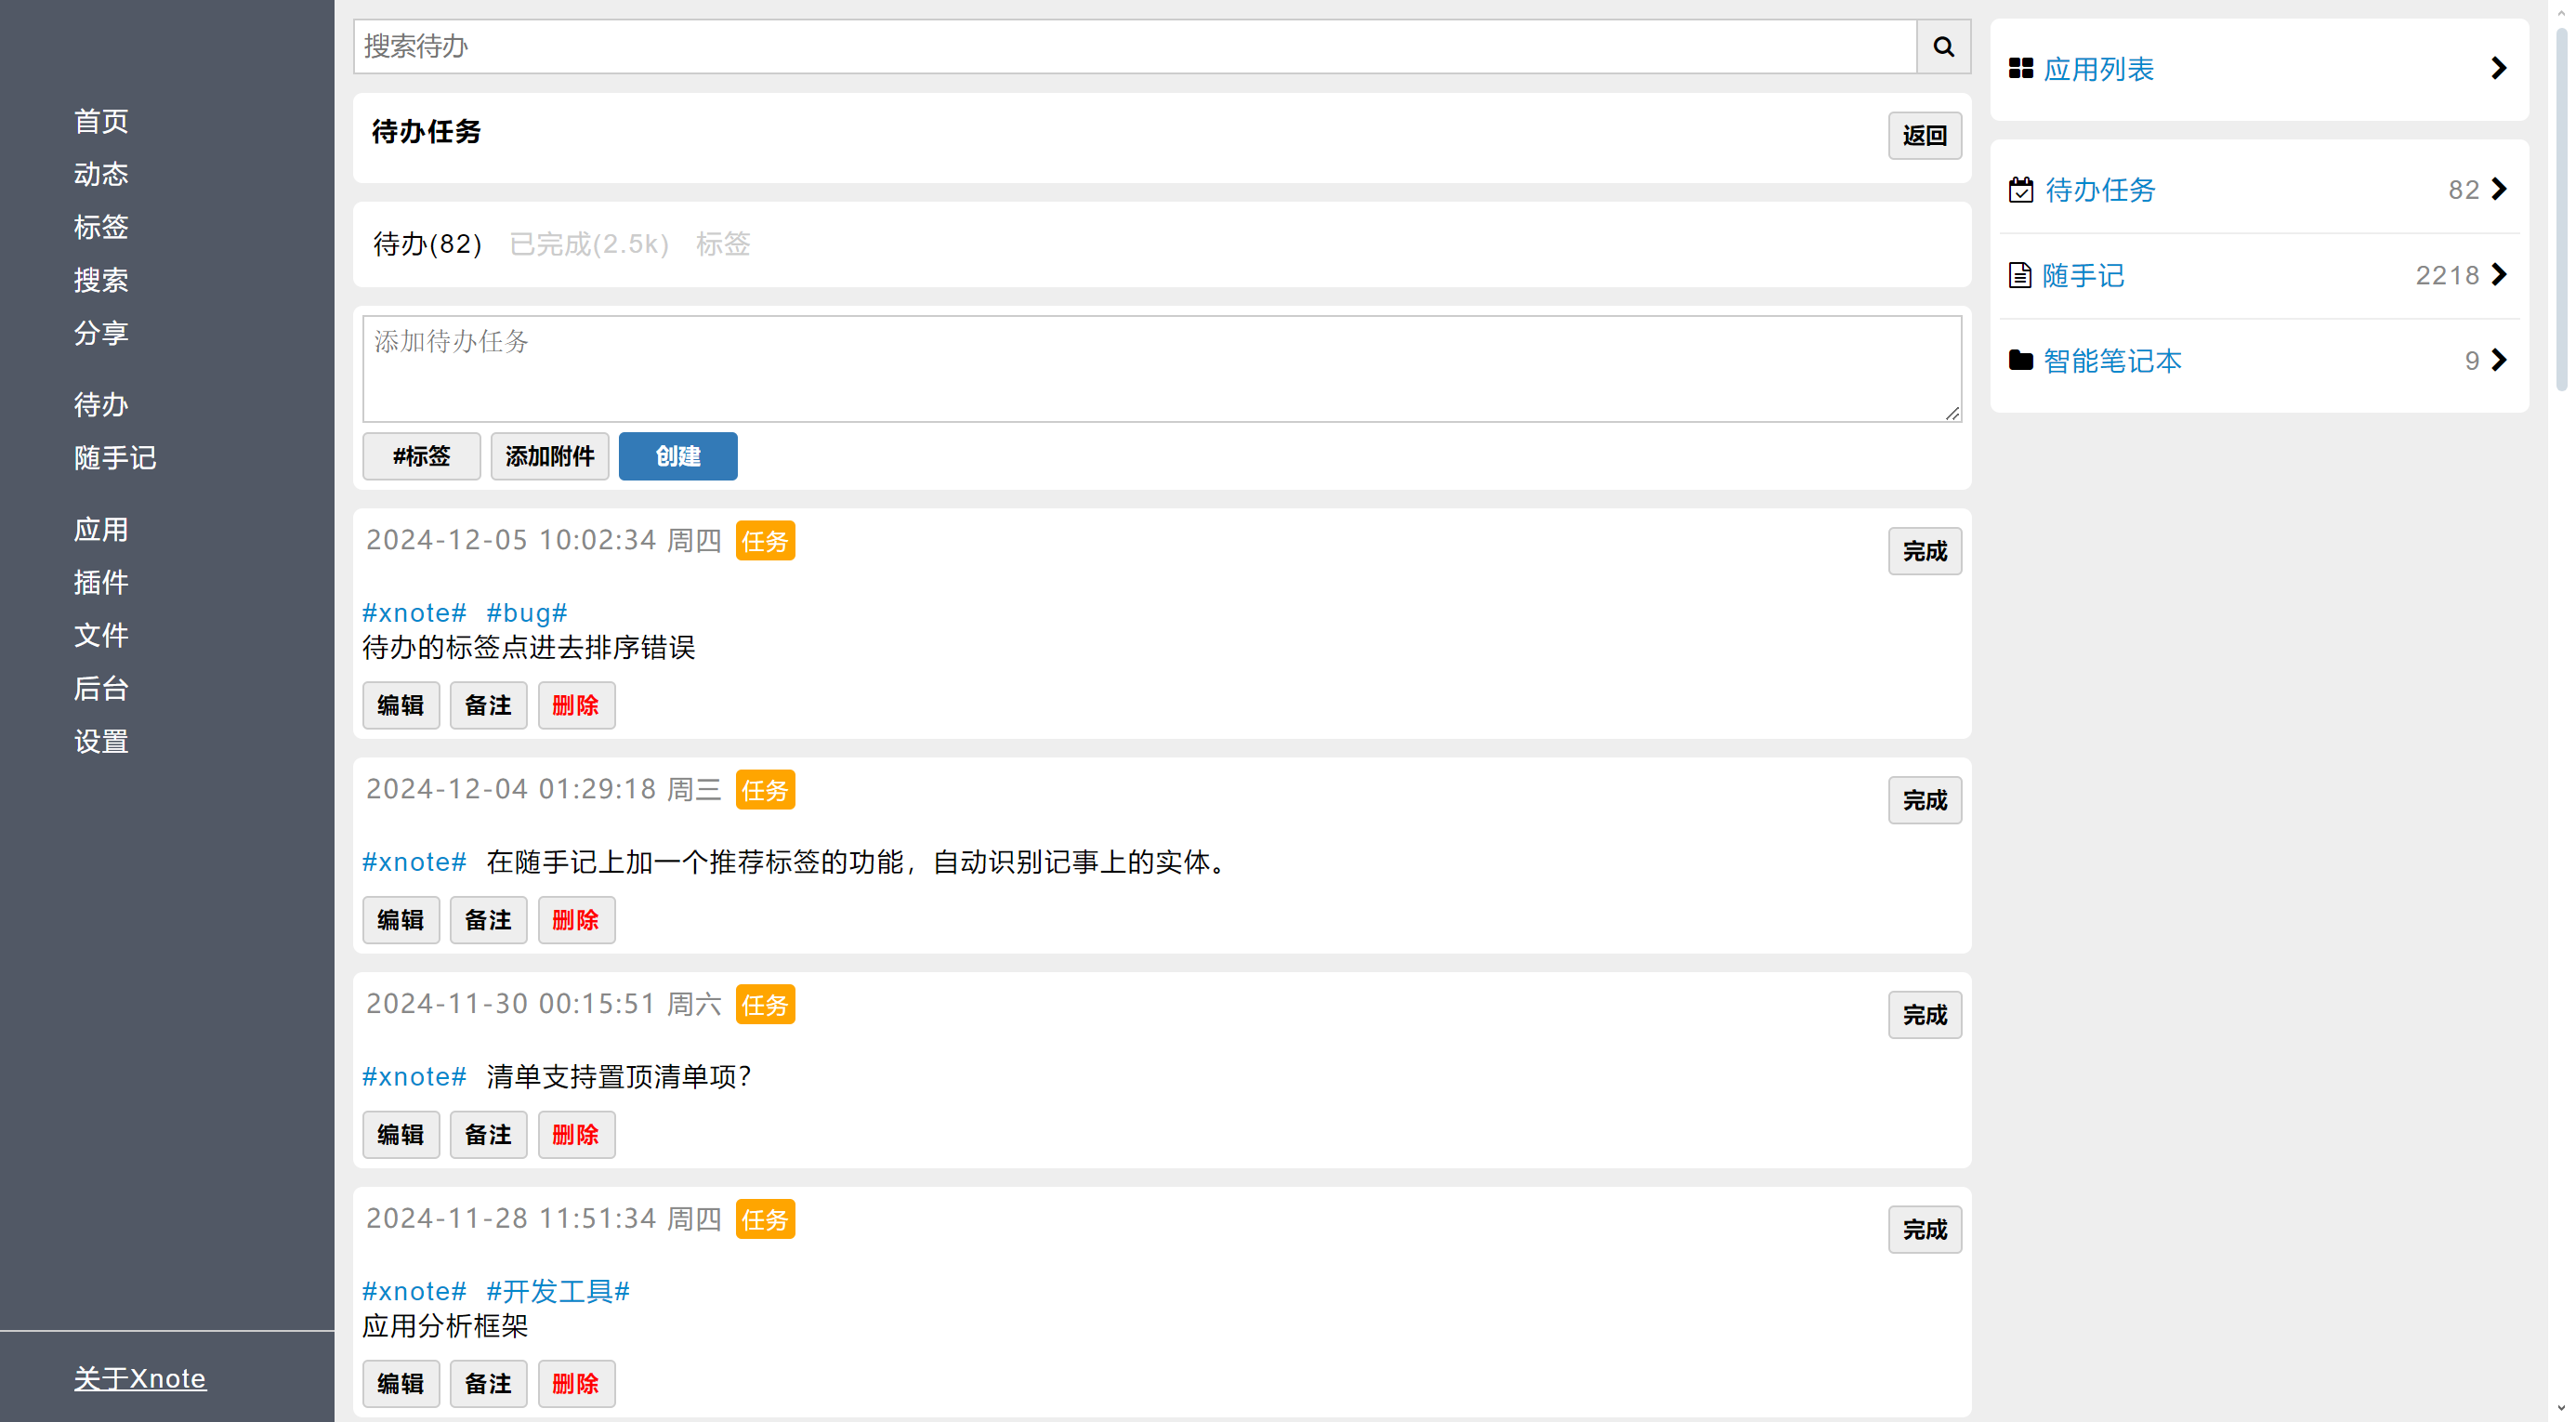 首页
动态
标签
搜索
分享
待办
随手记
应用
插件
文件
后台
设置
关于Xnote
搜索待办
待办任务
返回
待办(82) 已完成(2.5k) 标签
添加待办任务
#标签 添加附件 创建
2024-12-05 10:02:34 周四 任务
完成
#xnote# #bug#
待办的标签点进去排序错误
编辑 备注 删除
2024-12-04 01:29:18 周三 任务
完成
#xnote# 在随手记上加一个推荐标签的功能，自动识别记事上的实体。
编辑 备注 删除
2024-11-30 00:15:51 周六 任务
完成
#xnote# 清单支持置顶清单项？
编辑 备注 删除
2024-11-28 11:51:34 周四 任务
完成
#xnote# #开发工具#
应用分析框架
编辑 备注 删除
应用列表
待办任务 82
随手记 2218
智能笔记本 9